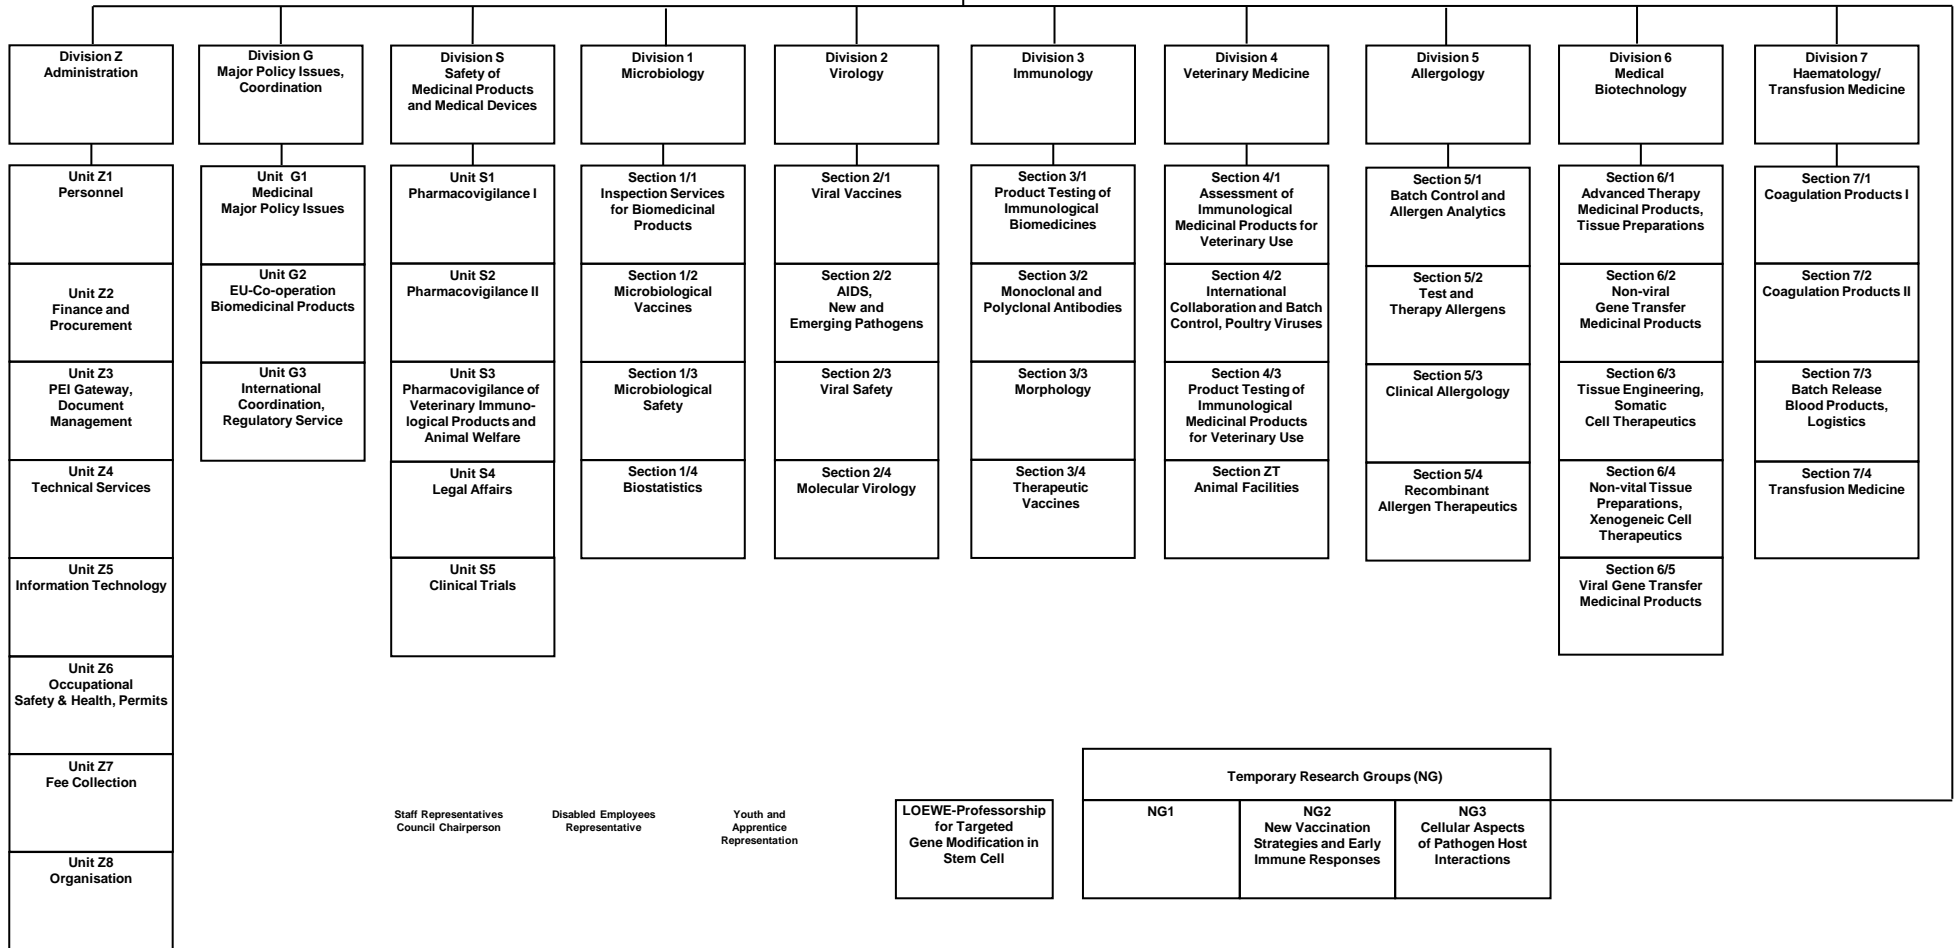 Division Z
Administration
Division G
Major Policy Issues,
Coordination
Division S
Safety of
Medicinal Products
and Medical Devices
Division 1
Microbiology
Division 2
Virology
Division 3
Immunology
Division 4
Veterinary Medicine
Division 5
Allergology
Division 6
Medical
Biotechnology
Division 7
Haematology/
Transfusion Medicine
Unit Z1
Personnel
Unit Z2
Finance and
Procurement
Unit Z3
PEI Gateway,
Document
Management
Unit Z4
Technical Services
Unit Z5
Information Technology
Unit Z6
Occupational
Safety & Health, Permits
Unit Z7
Fee Collection
Unit Z8
Organisation
Unit G1
Medicinal
Major Policy Issues
Unit G2
EU-Co-operation
Biomedicinal Products
Unit G3
International
Coordination,
Regulatory Service
Unit S1
Pharmacovigilance I
Unit S2
Pharmacovigilance II
Unit S3
Pharmacovigilance of
Veterinary Immuno-
logical Products and
Animal Welfare
Unit S4
Legal Affairs
Unit S5
Clinical Trials
Section 1/1
Inspection Services
for Biomedicinal
Products
Section 1/2
Microbiological
Vaccines
Section 1/3
Microbiological
Safety
Section 1/4
Biostatistics
Section 2/1
Viral Vaccines
Section 2/2
AIDS,
New and
Emerging Pathogens
Section 2/3
Viral Safety
Section 2/4
Molecular Virology
Section 3/1
Product Testing of
Immunological
Biomedicines
Section 3/2
Monoclonal and
Polyclonal Antibodies
Section 3/3
Morphology
Section 3/4
Therapeutic
Vaccines
Section 4/1
Assessment of
Immunological
Medicinal Products for
Veterinary Use
Section 4/2
International
Collaboration and Batch
Control, Poultry Viruses
Section 4/3
Product Testing of
Immunological
Medicinal Products
for Veterinary Use
Section ZT
Animal Facilities
Section 5/1
Batch Control and
Allergen Analytics
Section 5/2
Test and
Therapy Allergens
Section 5/3
Clinical Allergology
Section 5/4
Recombinant
Allergen Therapeutics
Section 6/1
Advanced Therapy
Medicinal Products,
Tissue Preparations
Section 6/2
Non-viral
Gene Transfer
Medicinal Products
Section 6/3
Tissue Engineering,
Somatic
Cell Therapeutics
Section 6/4
Non-vital Tissue
Preparations,
Xenogeneic Cell
Therapeutics
Section 6/5
Viral Gene Transfer
Medicinal Products
Section 7/1
Coagulation Products I
Section 7/2
Coagulation Products II
Section 7/3
Batch Release
Blood Products,
Logistics
Section 7/4
Transfusion Medicine
Staff Representatives
Council Chairperson
Disabled Employees
Representative
Youth and
Apprentice
Representation
LOEWE-Professorship
for Targeted
Gene Modification in
Stem Cell
Temporary Research Groups (NG)
NG1
NG2
New Vaccination
Strategies and Early
Immune Responses
NG3
Cellular Aspects
of Pathogen Host
Interactions